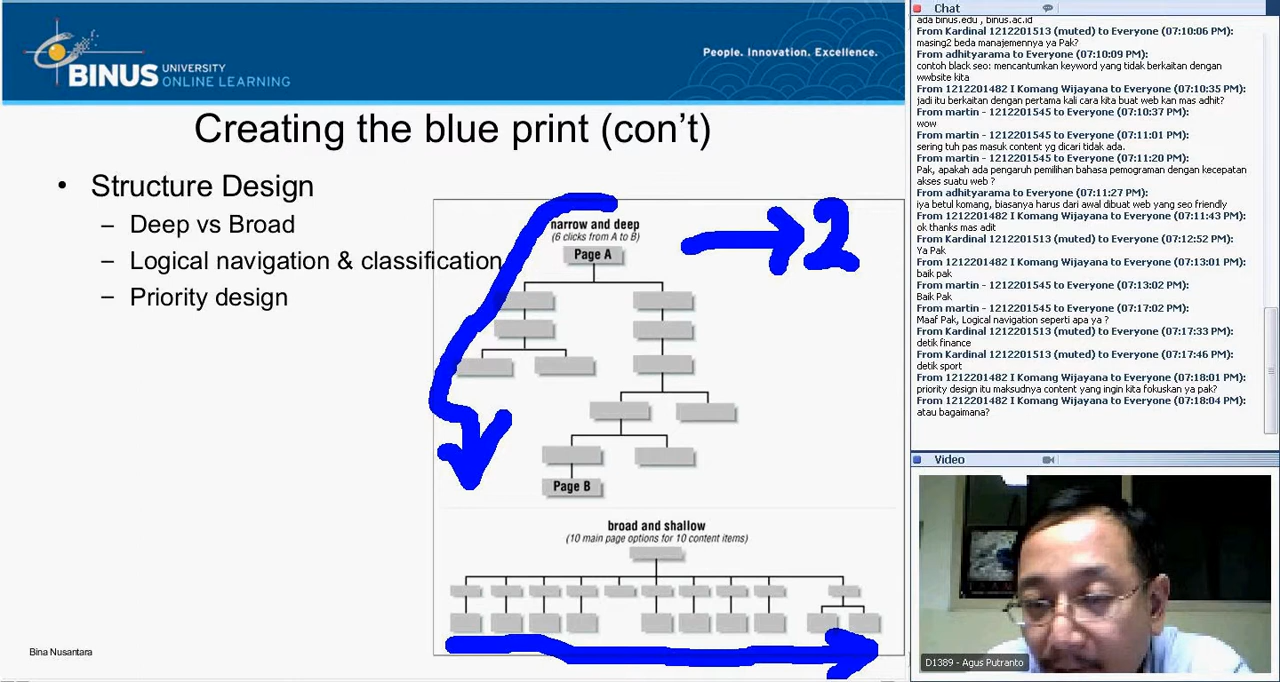 BINUS UNIVERSITY
ONLINE LEARNING
People. Innovation. Excellence.
Creating the blue print (con't)
• Structure Design
– Deep vs Broad
– Logical navigation & classification
– Priority design
narrow and deep
(6 clicks from A to B)
Page A
2
Page B
broad and shallow
(10 main page options for 10 content items)
Bina Nusantara
Chat
ada binus.edu , binus.ac.id
From Kardinal 1212201513 (muted) to Everyone (07:10:06 PM):
masing2 beda manajemennya ya Pak?
From adhityarama to Everyone (07:10:09 PM):
contoh black seo: mencantumkan keyword yang tidak berkaitan dengan
wwbsite kita
From 1212201482 I Komang Wijayana to Everyone (07:10:35 PM):
jadi itu berkaitan dengan pertama kali cara kita buat web kan mas adhit?
From martin - 1212201545 to Everyone (07:10:37 PM):
wow
From martin - 1212201545 to Everyone (07:11:01 PM):
sering tuh pas masuk content yg dicari tidak ada.
From martin - 1212201545 to Everyone (07:11:20 PM):
Pak, apakah ada pengaruh pemilihan bahasa pemograman dengan kecepatan
akses suatu web ?
From adhityarama to Everyone (07:11:27 PM):
iya betul komang, biasanya harus dari awal dibuat web yang seo friendly
From 1212201482 I Komang Wijayana to Everyone (07:11:43 PM):
ok thanks mas adit
From Kardinal 1212201513 (muted) to Everyone (07:12:52 PM):
Ya Pak
From 1212201482 I Komang Wijayana to Everyone (07:13:01 PM):
baik pak
From martin - 1212201545 to Everyone (07:13:02 PM):
Baik Pak
From martin - 1212201545 to Everyone (07:17:02 PM):
Maaf Pak, Logical navigation seperti apa ya ?
From Kardinal 1212201513 (muted) to Everyone (07:17:33 PM):
detik finance
From Kardinal 1212201513 (muted) to Everyone (07:17:46 PM):
detik sport
From 1212201482 I Komang Wijayana to Everyone (07:18:01 PM):
priority design itu maksudnya content yang ingin kita fokuskan ya pak?
From 1212201482 I Komang Wijayana to Everyone (07:18:04 PM):
atau bagaimana?
Video
D1389 - Agus Putranto